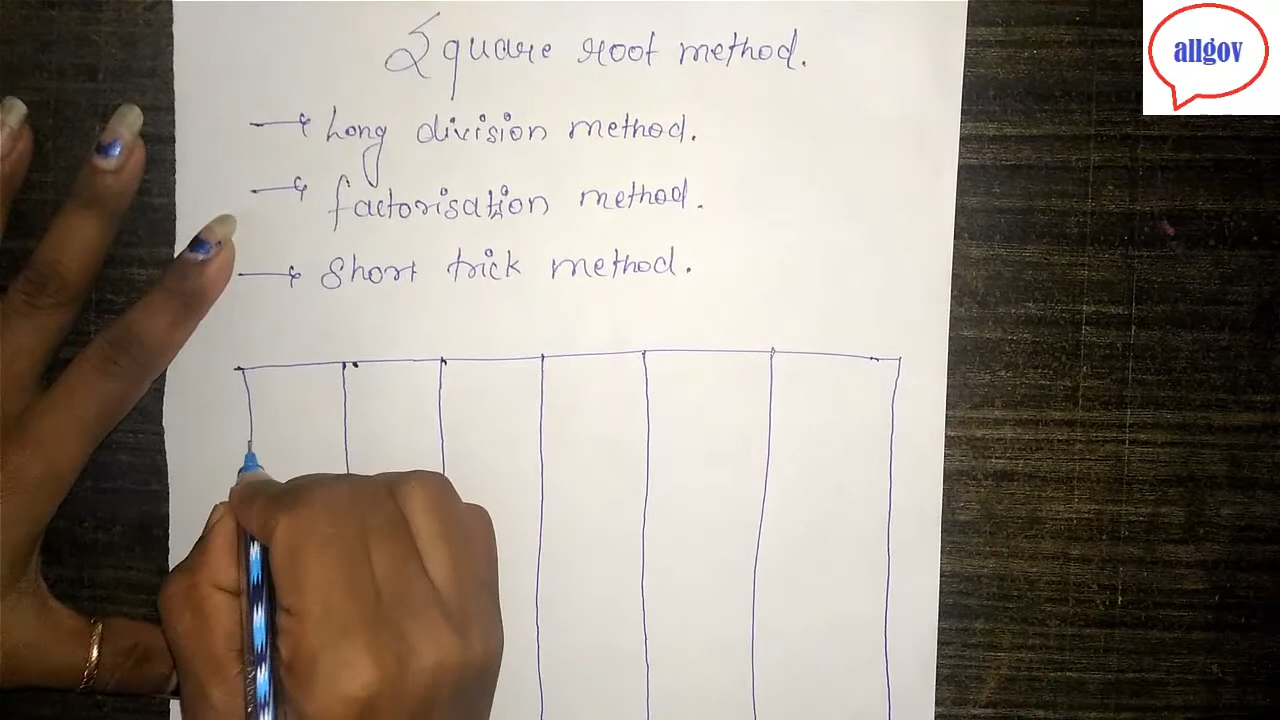 Square root method.
→ Long division method.
→ factorisation method.
→ Short trick method.
allgov